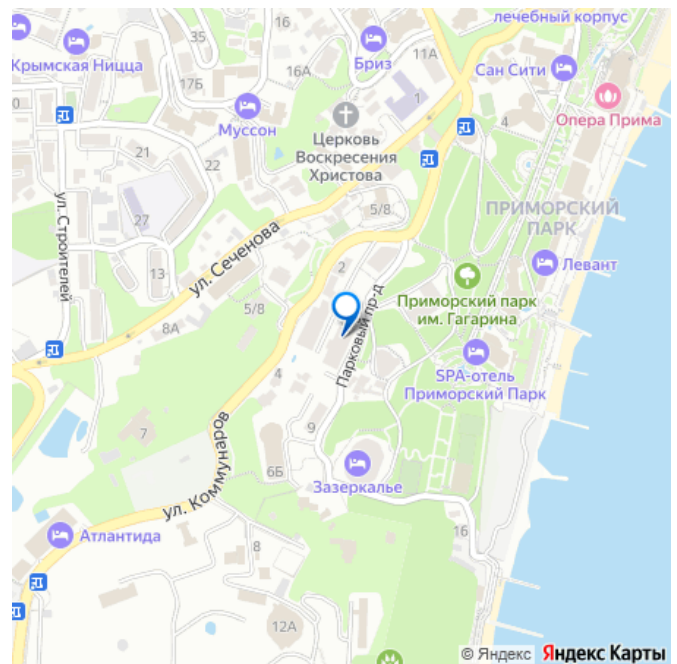 лечебный корпус
35
11А
Крымская Ницца
Бриз
16А
17Б
Сан Сити
Опера Прима
1
4
Муссон
Церковь
Воскресения
Христова
21
22
27
13
ул. Строителей
ул. Сеченова
5/8
ПРИМОРСКИЙ
ПАРК
Левант
2
Приморский парк
им. Гагарина
5/8
8А
Парковый пр-д
SPA-отель
Приморский Парк
4
9
7
6Б
Зазеркалье
ул. Коммунаров
16
Атлантида
8
12А
© Яндекс Яндекс Карты